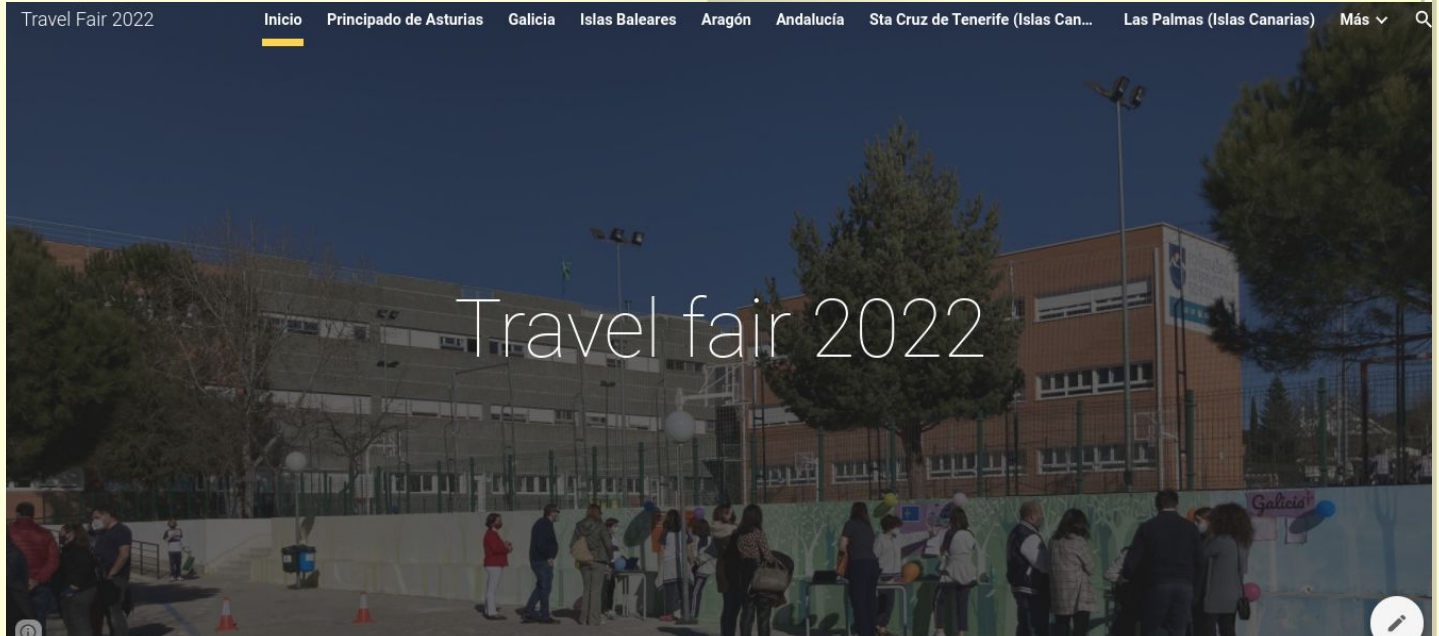 Travel Fair 2022
Inicio Principado de Asturias Galicia Islas Baleares Aragón Andalucía Sta Cruz de Tenerife (Islas Can... Las Palmas (Islas Canarias) Más
Travel fair 2022
Galicia